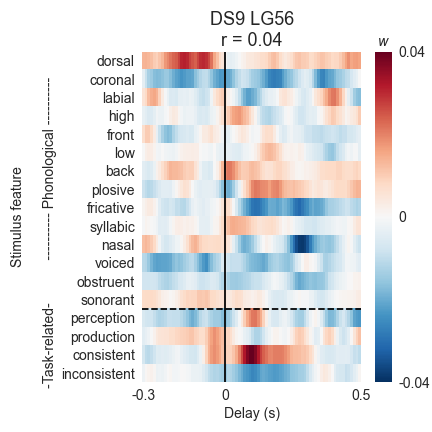 DS9 LG56
r = 0.04
w
Stimulus feature
---------- Phonological ----------
-Task-related-
dorsal
coronal
labial
high
front
low
back
plosive
fricative
syllabic
nasal
voiced
obstruent
sonorant
perception
production
consistent
inconsistent
0.04
0
-0.04
-0.3 0 0.5
Delay (s)